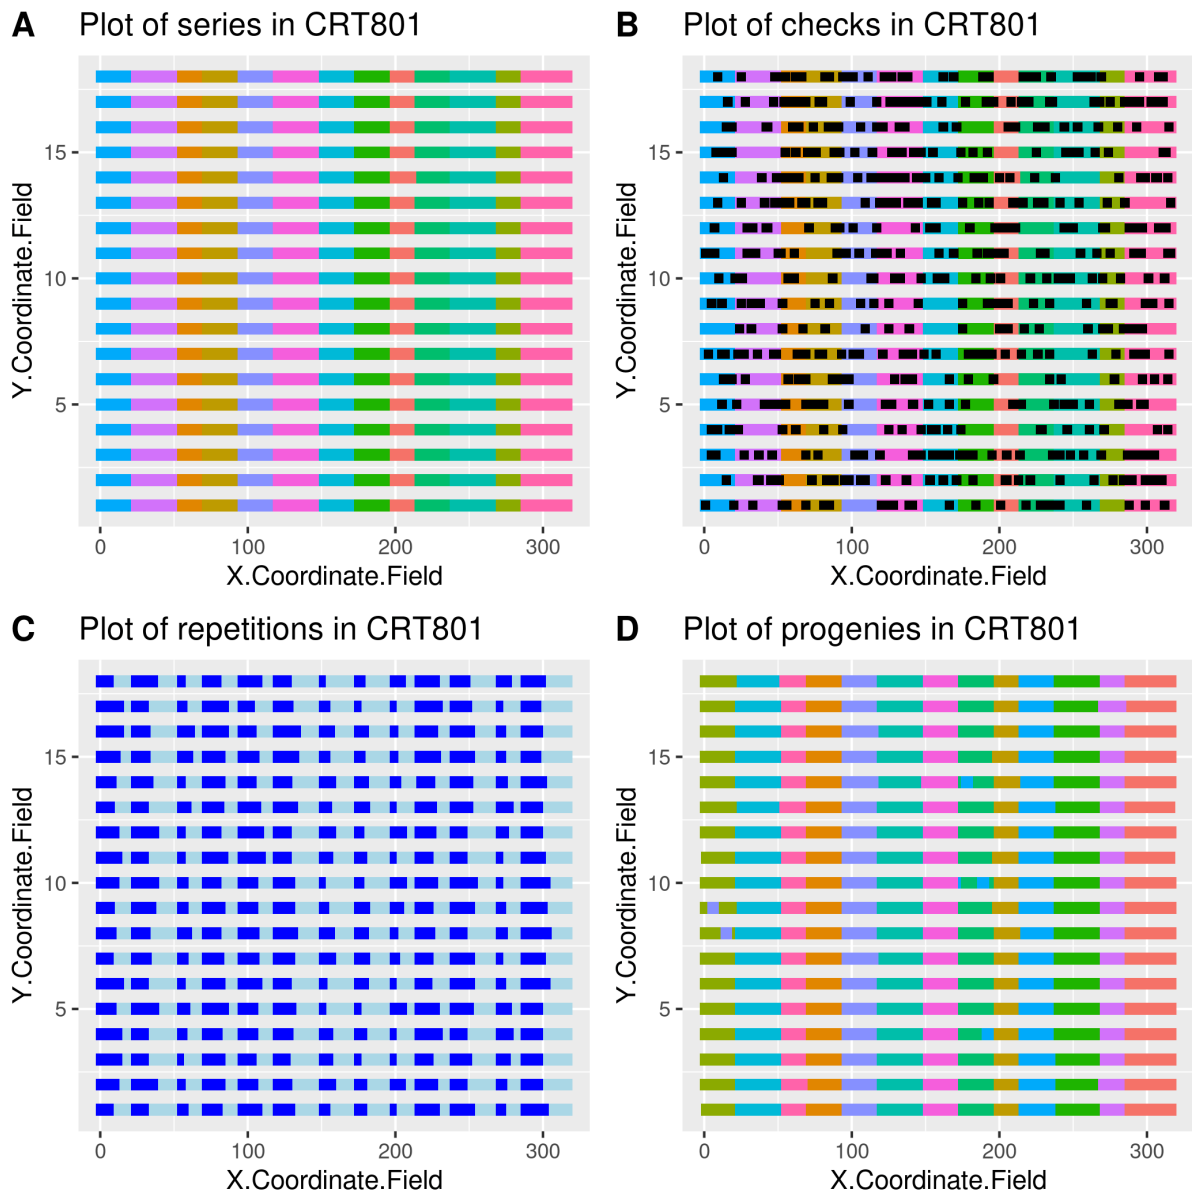 A Plot of series in CRT801
Y.Coordinate.Field
15
10
5
0 100 200 300
X.Coordinate.Field
B Plot of checks in CRT801
Y.Coordinate.Field
15
10
5
0 100 200 300
X.Coordinate.Field
C Plot of repetitions in CRT801
Y.Coordinate.Field
15
10
5
0 100 200 300
X.Coordinate.Field
D Plot of progenies in CRT801
Y.Coordinate.Field
15
10
5
0 100 200 300
X.Coordinate.Field